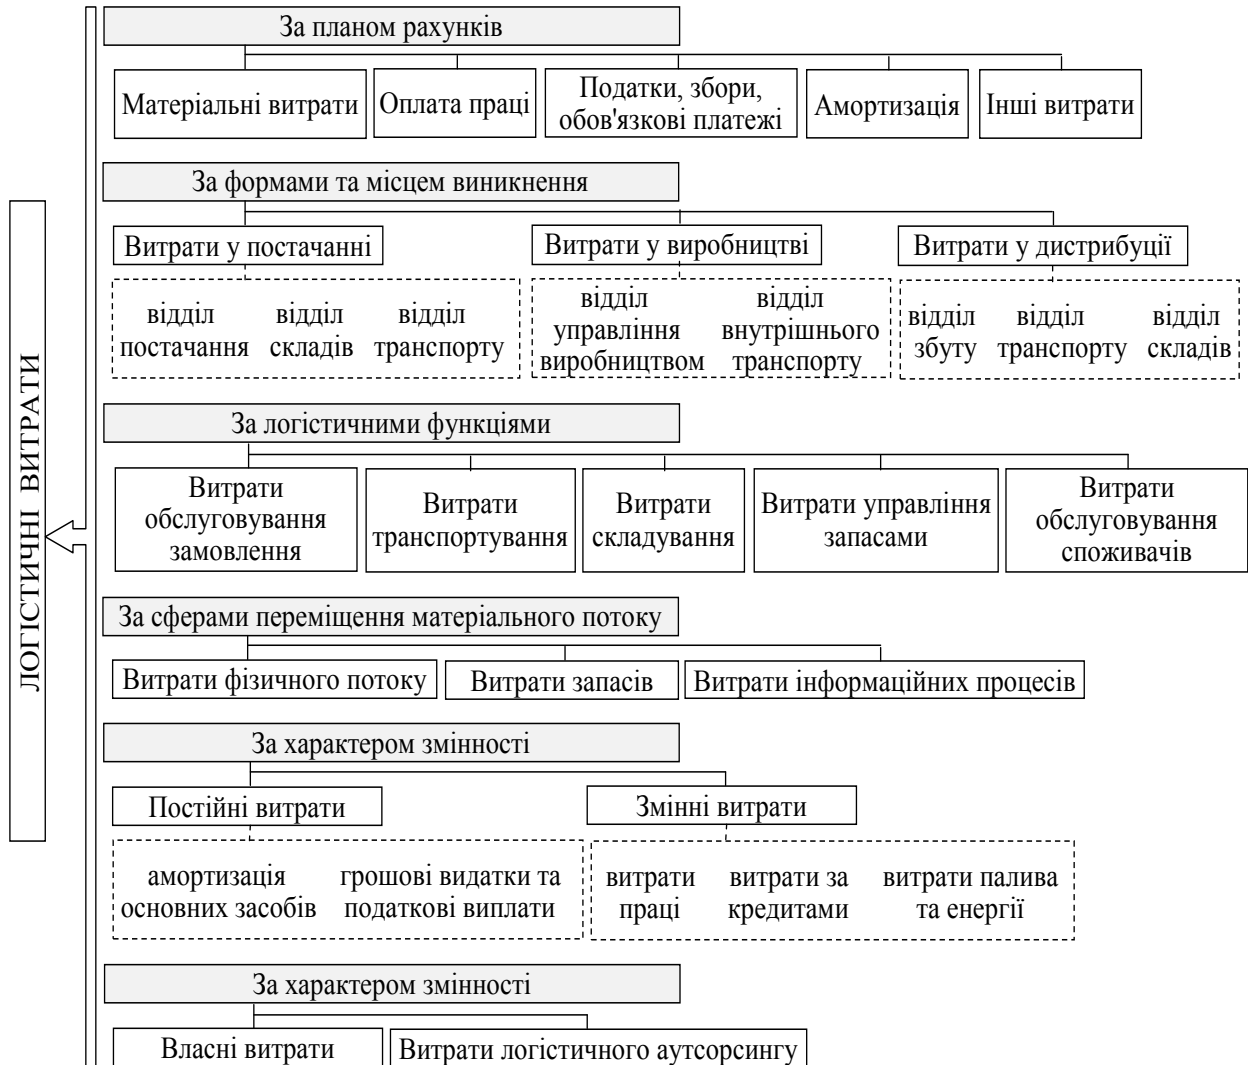 За планом рахунків
Матеріальні витрати
Оплата праці
Податки, збори,
обов'язкові платежі
Амортизація
Інші витрати
За формами та місцем виникнення
Витрати у постачанні
Витрати у виробництві
Витрати у дистрибуції
відділ
постачання
відділ
складів
відділ
транспорту
відділ
управління
виробництвом
відділ
внутрішнього
транспорту
відділ
збуту
відділ
транспорту
відділ
складів
ЛОГІСТИЧНІ ВИТРАТИ
За логістичними функціями
Витрати
обслуговування
замовлення
Витрати
транспортування
Витрати
складування
Витрати управління
запасами
Витрати
обслуговування
споживачів
За сферами переміщення матеріального потоку
Витрати фізичного потоку
Витрати запасів
Витрати інформаційних процесів
За характером змінності
Постійні витрати
Змінні витрати
амортизація
основних засобів
грошові видатки та
податкові виплати
витрати
праці
витрати за
кредитами
витрати палива
та енергії
За характером змінності
Власні витрати
Витрати логістичного аутсорсингу